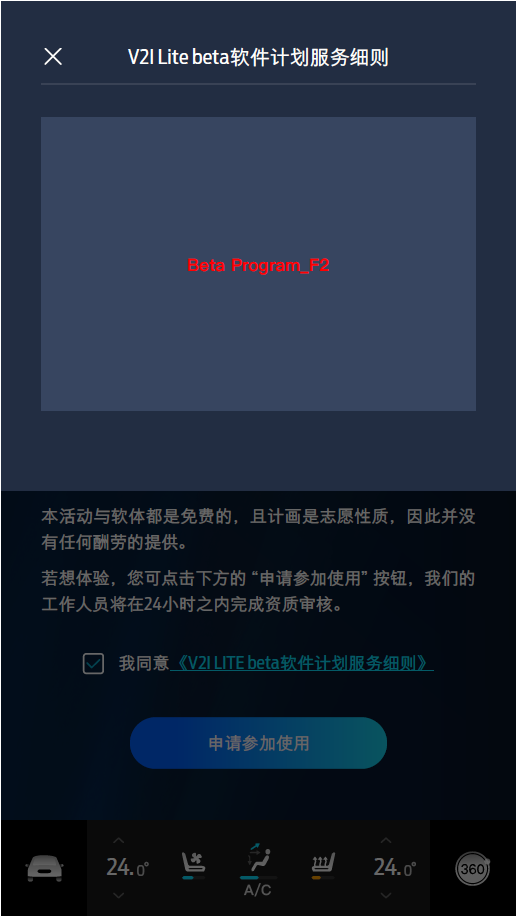 V2I Lite beta软件计划服务细则
Beta Program_F2
本活动与软体都是免费的，且计画是志愿性质，因此并没
有任何酬劳的提供。
若想体验，您可点击下方的“申请参加使用”按钮，我们的
工作人员将在24小时之内完成资质审核。
我同意《V2I LITE beta软件计划服务细则》
申请参加使用
24.0°
A/C
24.0°
360